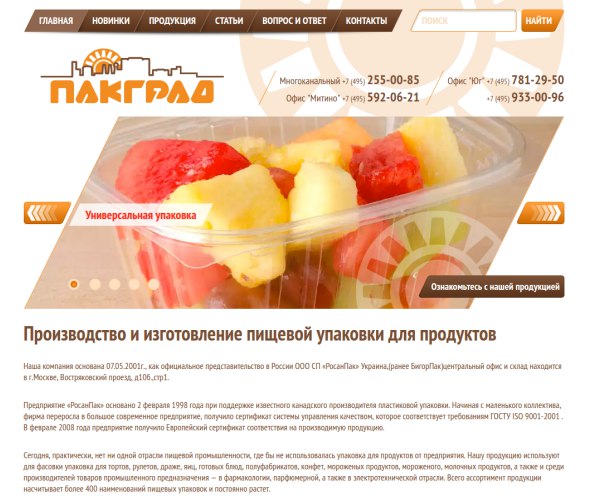 ГЛАВНАЯ НОВИНКИ ПРОДУКЦИЯ СТАТЬИ ВОПРОС И ОТВЕТ КОНТАКТЫ ПОИСК НАЙТИ
ПАКГРАД
Многоканальный +7 (495) 255-00-85 Офис "Юг" +7 (495) 781-29-50
Офис "Митино" +7 (495) 592-06-21 +7 (495) 933-00-96
Универсальная упаковка
Ознакомьтесь с нашей продукцией
Производство и изготовление пищевой упаковки для продуктов
Наша компания основана 07.05.2001г., как официальное представительство в России ООО СП «РосанПак» Украина,(ранее БигорПак)центральный офис и склад находится
в г.Москве, Востряковский проезд, д10б.,стр1.
Предприятие «РосанПак» основано 2 февраля 1998 года при поддержке известного канадского производителя пластиковой упаковки. Начиная с маленького коллектива,
фирма переросла в большое современное предприятие, получило сертификат системы управления качеством, которое соответствует требованиям ГОСТУ ISO 9001-2001 .
В феврале 2008 года предприятие получило Европейский сертификат соответствия на производимую продукцию.
Сегодня, практически, нет ни одной отрасли пищевой промышленности, где бы не использовалась упаковка для продуктов от предприятия. Нашу продукцию используют
для фасовки упаковка для тортов, рулетов, драже, яиц, готовых блюд, полуфабрикатов, конфет, мороженых продуктов, мороженого, молочных продуктов, а также и среди
производителей товаров промышленного предназначения — в фармакологии, парфюмерной, а также в электротехнической отрасли. Всего ассортимент продукции
насчитывает более 400 наименований пищевых упаковок и постоянно растет.